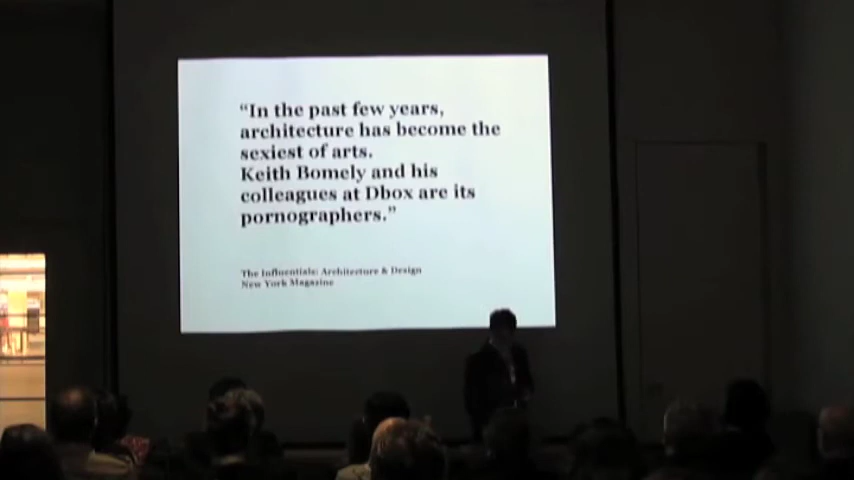 “In the past few years,
architecture has become the
sexiest of arts.
Keith Bomely and his
colleagues at Dbox are its
pornographers.”
The Influentials: Architecture & Design
New York Magazine